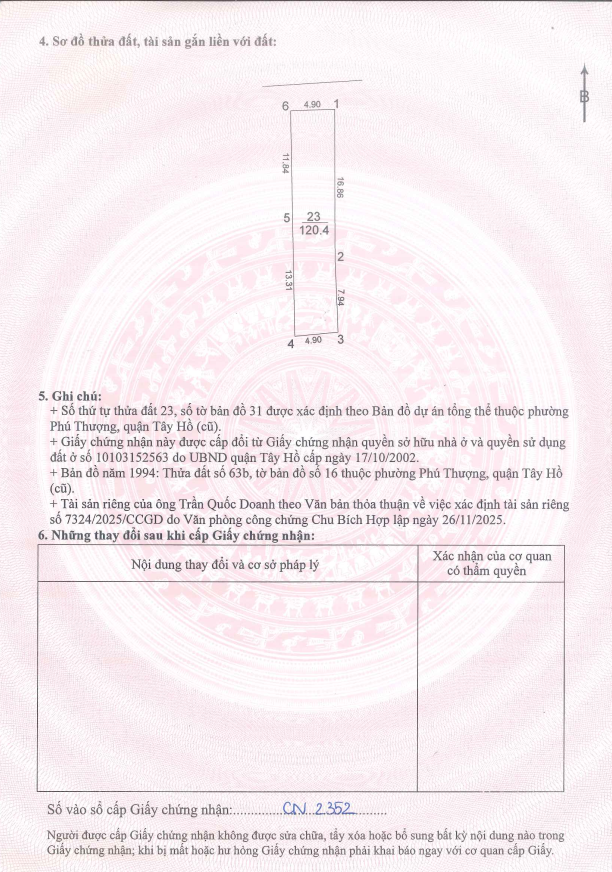 4. Sơ đồ thửa đất, tài sản gắn liền với đất:
B
6 4.90 1
11.84
16.86
5 23
120.4
2
13.31
7.94
4 4.90 3
5. Ghi chú:
+ Số thứ tự thửa đất 23, số tờ bản đồ 31 được xác định theo Bản đồ dự án tổng thể thuộc phường
Phú Thượng, quận Tây Hồ (cũ).
+ Giấy chứng nhận này được cấp đổi từ Giấy chứng nhận quyền sở hữu nhà ở và quyền sử dụng
đất ở số 10103152563 do UBND quận Tây Hồ cấp ngày 17/10/2002.
+ Bản đồ năm 1994: Thửa đất số 63b, tờ bản đồ số 16 thuộc phường Phú Thượng, quận Tây Hồ
(cũ).
+ Tài sản riêng của ông Trần Quốc Doanh theo Văn bản thỏa thuận về việc xác định tài sản riêng
số 7324/2025/CCGD do Văn phòng công chứng Chu Bích Hợp lập ngày 26/11/2025.
6. Những thay đổi sau khi cấp Giấy chứng nhận:
Nội dung thay đổi và cơ sở pháp lý
Xác nhận của cơ quan
có thẩm quyền
Số vào sổ cấp Giấy chứng nhận: CN 2352
Người được cấp Giấy chứng nhận không được sửa chữa, tẩy xóa hoặc bổ sung bất kỳ nội dung nào trong
Giấy chứng nhận; khi bị mất hoặc hư hỏng Giấy chứng nhận phải khai báo ngay với cơ quan cấp Giấy.